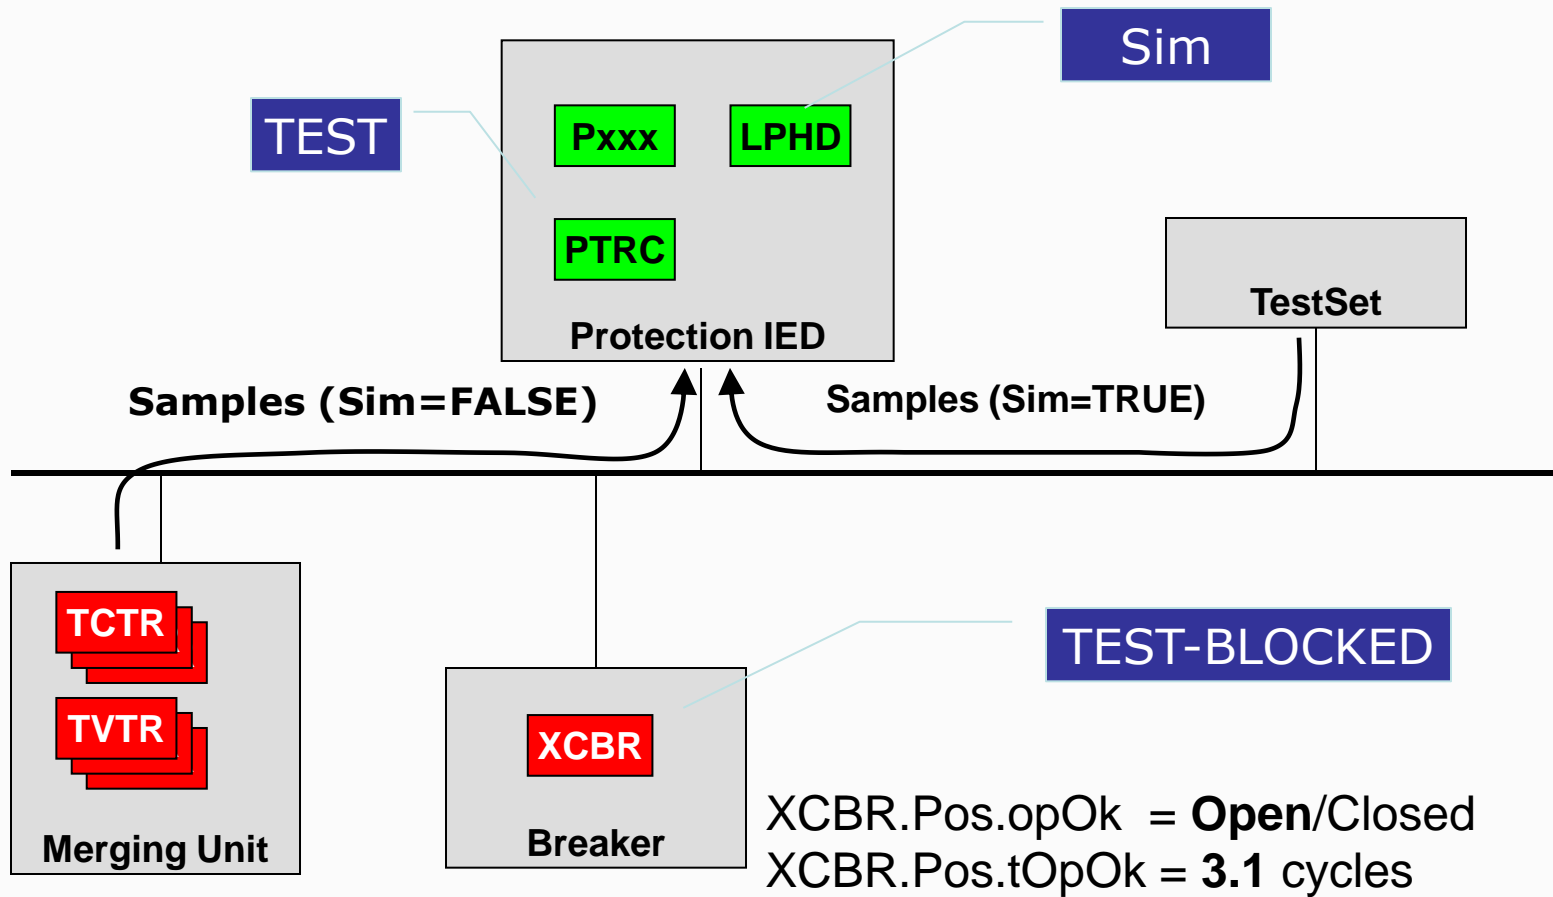 Sim
TEST
Pxxx
LPHD
PTRC
Protection IED
TestSet
Samples (Sim=FALSE)
Samples (Sim=TRUE)
TCTR
TVTR
Merging Unit
XCBR
Breaker
TEST-BLOCKED
XCBR.Pos.opOk = Open/Closed
XCBR.Pos.tOpOk = 3.1 cycles